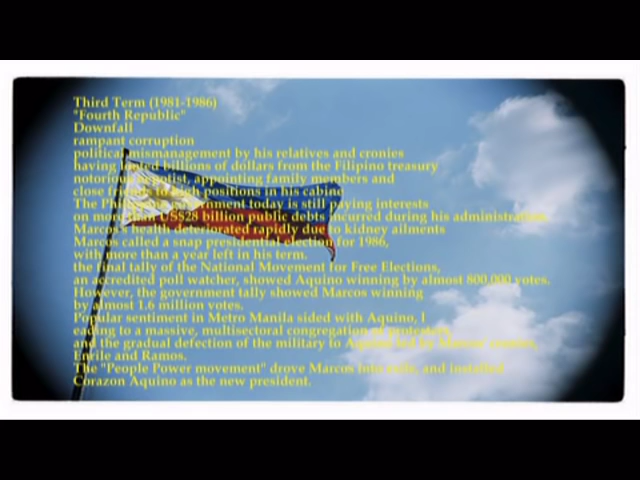 Third Term (1981-1986)
"Fourth Republic"
Downfall
rampant corruption
political mismanagement by his relatives and cronies
having looted billions of dollars from the Filipino treasury
notorious nepotist, appointing family members and
close friends to high positions in his cabine
The Philippine government today is still paying interests
on more than US$28 billion public debts incurred during his administration.
Marcos's health deteriorated rapidly due to kidney ailments
Marcos called a snap presidential election for 1986,
with more than a year left in his term.
the final tally of the National Movement for Free Elections,
an accredited poll watcher, showed Aquino winning by almost 800,000 votes.
However, the government tally showed Marcos winning
by almost 1.6 million votes.
Popular sentiment in Metro Manila sided with Aquino, l
eading to a massive, multisectoral congregation of protesters,
and the gradual defection of the military to Aquino led by Marcos' cronies,
Enrile and Ramos.
The "People Power movement" drove Marcos into exile, and installed
Corazon Aquino as the new president.